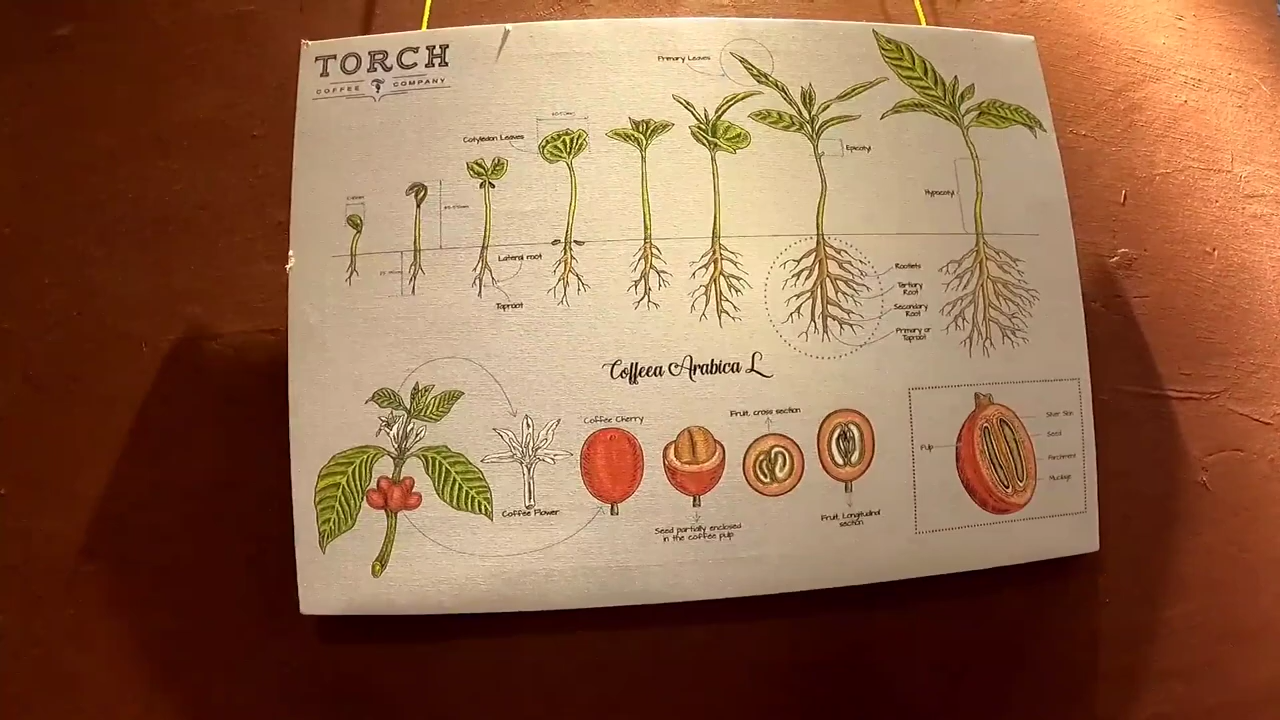 TORCH
COFFEE COMPANY
Primary Leaves
Cotyledon Leaves
Epicotyl
Hypocotyl
Lateral root
Taproot
Rootlets
Tertiary
Root
Secondary
Root
Primary or
Taproot
Coffeea Arabica L
Coffee Flower
Coffee Cherry
Seed partially enclosed
in the coffee pulp
Fruit, cross section
Fruit, Longitudinal
section
Pulp
Silver Skin
Seed
Parchment
Mucilage